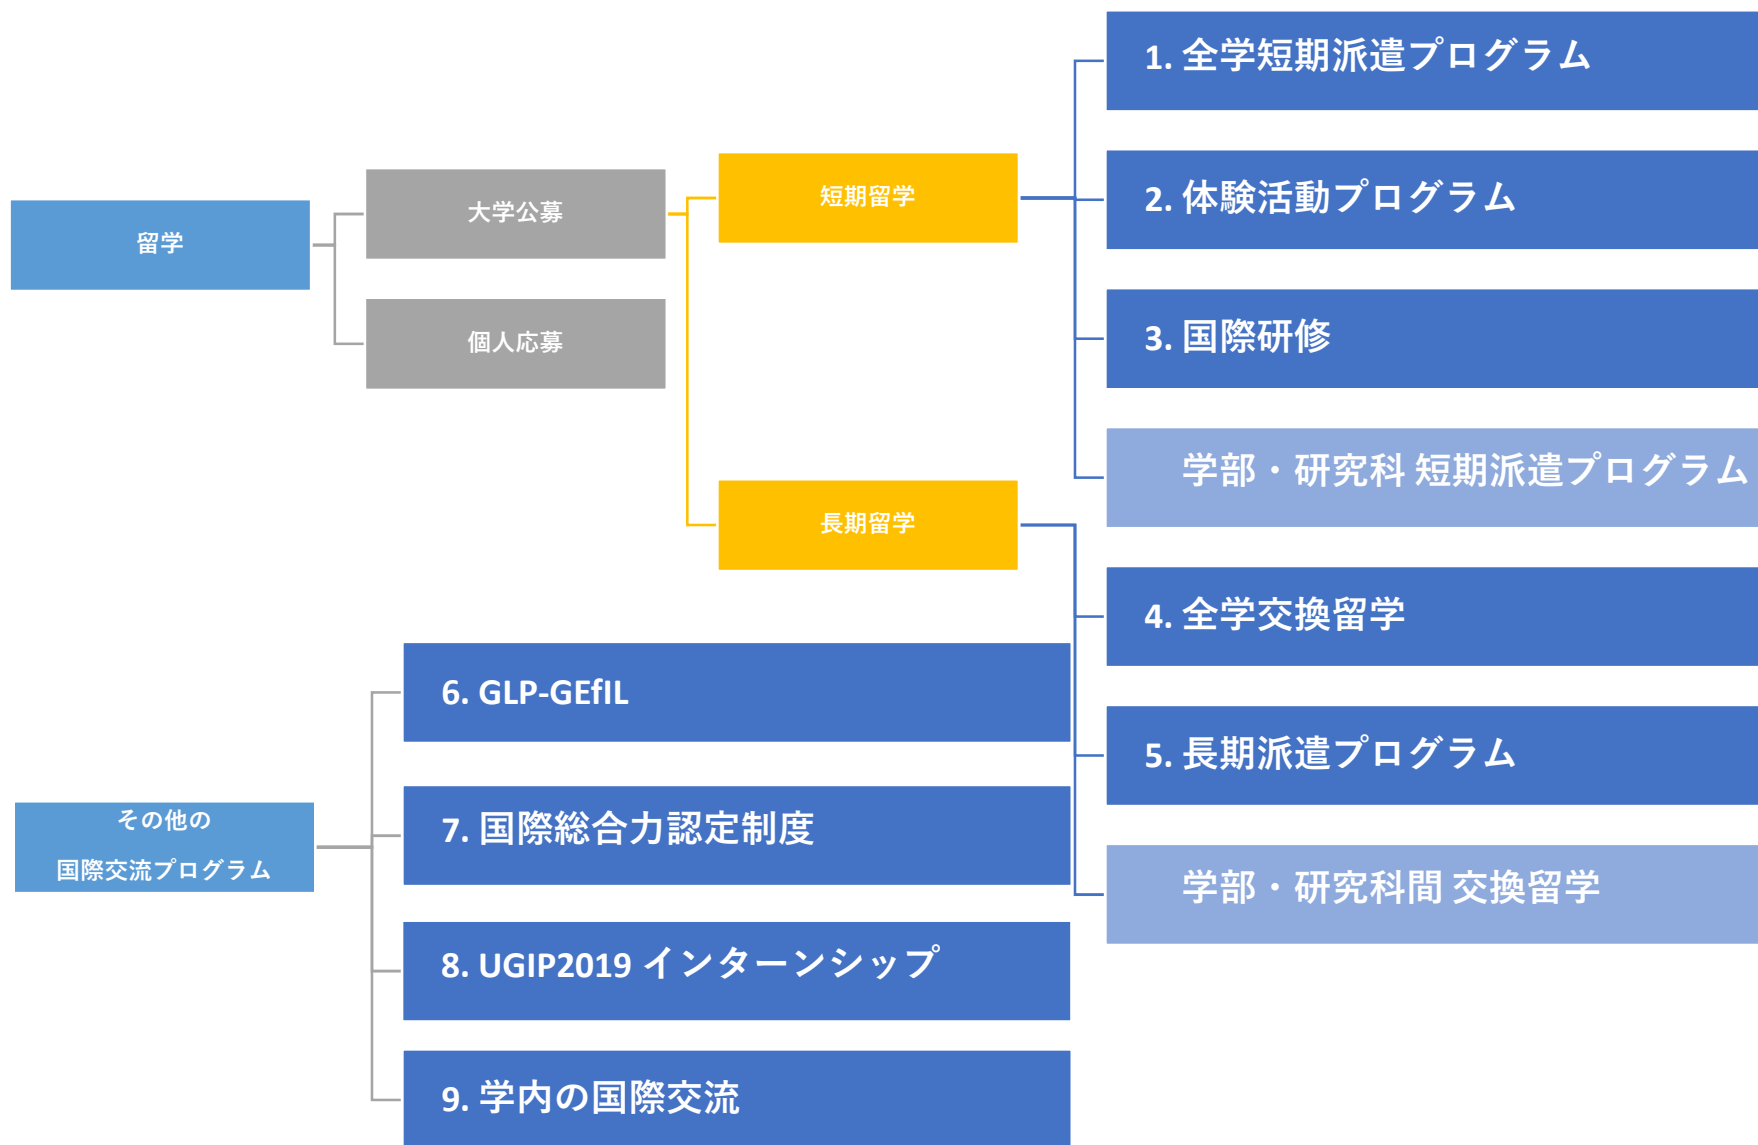 留学
大学公募
個人応募
短期留学
長期留学
1. 全学短期派遣プログラム
2. 体験活動プログラム
3. 国際研修
学部・研究科 短期派遣プログラム
4. 全学交換留学
5. 長期派遣プログラム
学部・研究科間 交換留学
その他の
国際交流プログラム
6. GLP-GEfIL
7. 国際総合力認定制度
8. UGIP2019 インターンシップ
9. 学内の国際交流